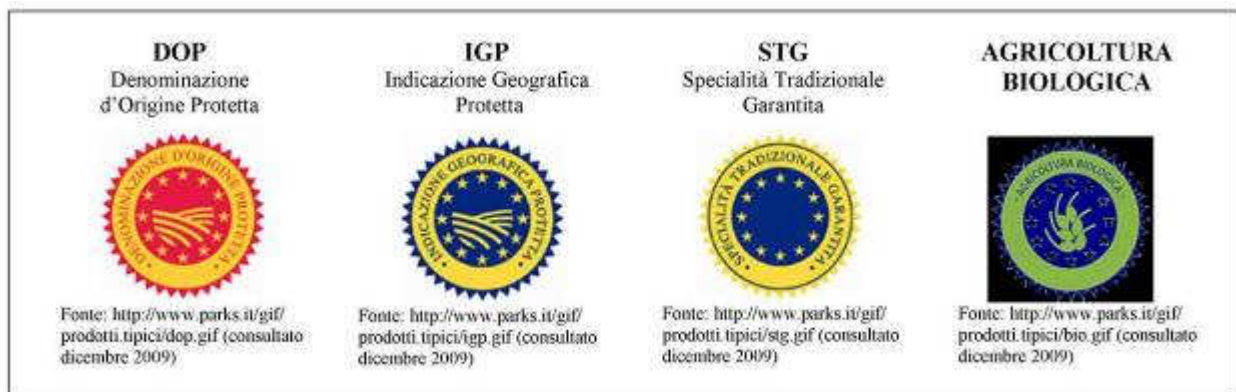 DOP
Denominazione
d'Origine Protetta
DENOMINAZIONE D'ORIGINE PROTETTA
Fonte: http://www.parks.it/gif/
prodotti.tipici/dop.gif (consultato
dicembre 2009)
IGP
Indicazione Geografica
Protetta
INDICAZIONE GEOGRAFICA PROTETTA
Fonte: http://www.parks.it/gif/
prodotti.tipici/igp.gif (consultato
dicembre 2009)
STG
Specialità Tradizionale
Garantita
SPECIALITÀ TRADIZIONALE GARANTITA
Fonte: http://www.parks.it/gif/
prodotti.tipici/stg.gif (consultato
dicembre 2009)
AGRICOLTURA
BIOLOGICA
AGRICOLTURA BIOLOGICA
Fonte: http://www.parks.it/gif/
prodotti.tipici/bio.gif (consultato
dicembre 2009)